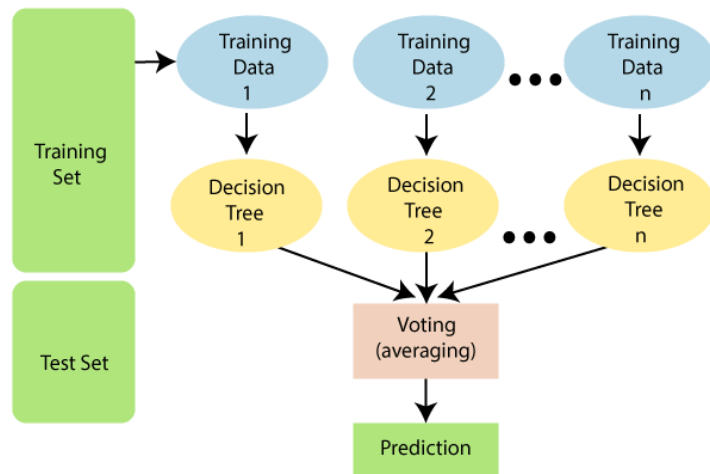 Training
Set
Test Set
Training
Data
1
Training
Data
2
Training
Data
n
Decision
Tree
1
Decision
Tree
2
Decision
Tree
n
Voting
(averaging)
Prediction